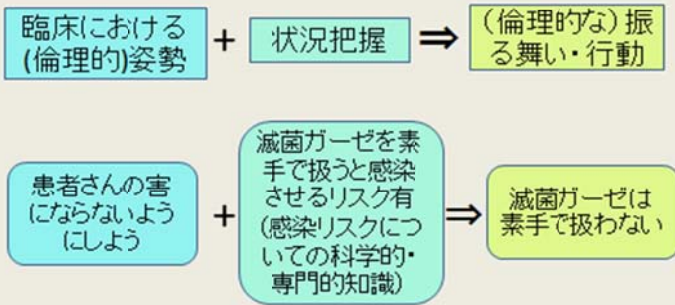 臨床における
(倫理的)姿勢
+
状況把握
⇒
(倫理的な)振
る舞い・行動
患者さんの害
にならないよう
にしよう
+
滅菌ガーゼを素
手で扱うと感染
させるリスク有
(感染リスクにつ
いての科学的・
専門的知識)
⇒
滅菌ガーゼは
素手で扱わない